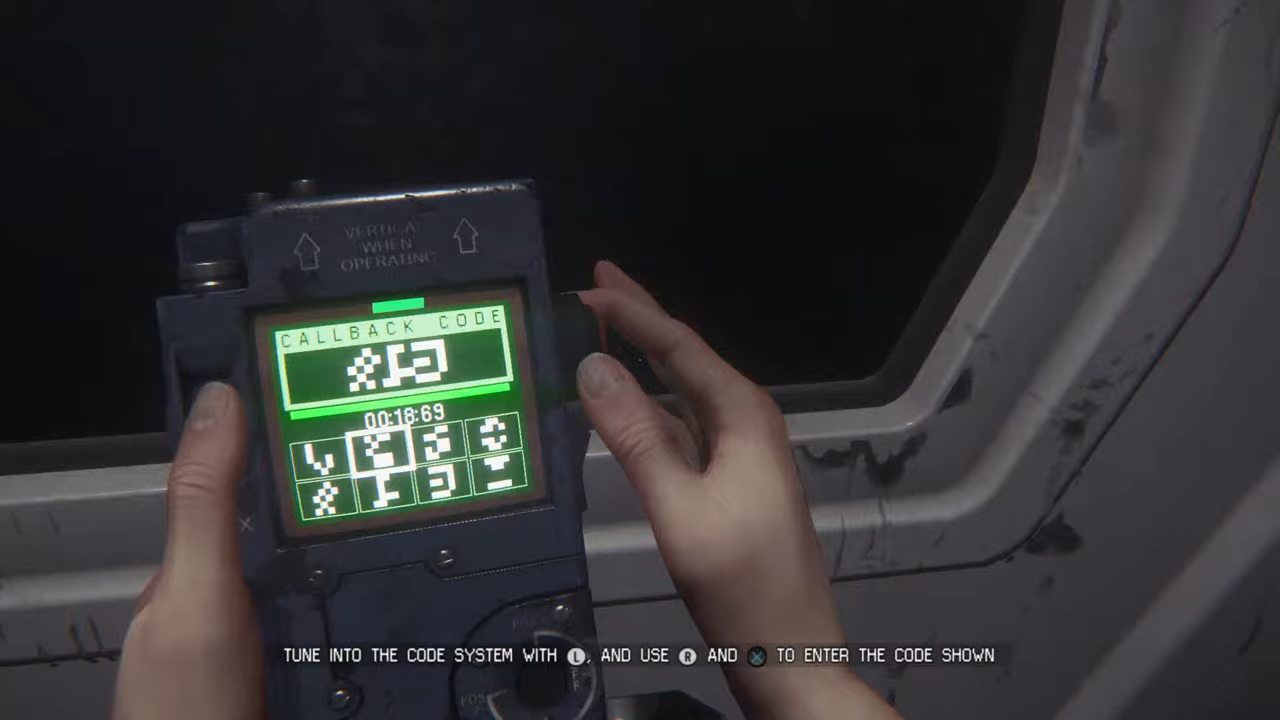 VERTICAL
WHEN
OPERATING
CALLBACK CODE
00:18:69
TUNE INTO THE CODE SYSTEM WITH L, AND USE R AND X TO ENTER THE CODE SHOWN